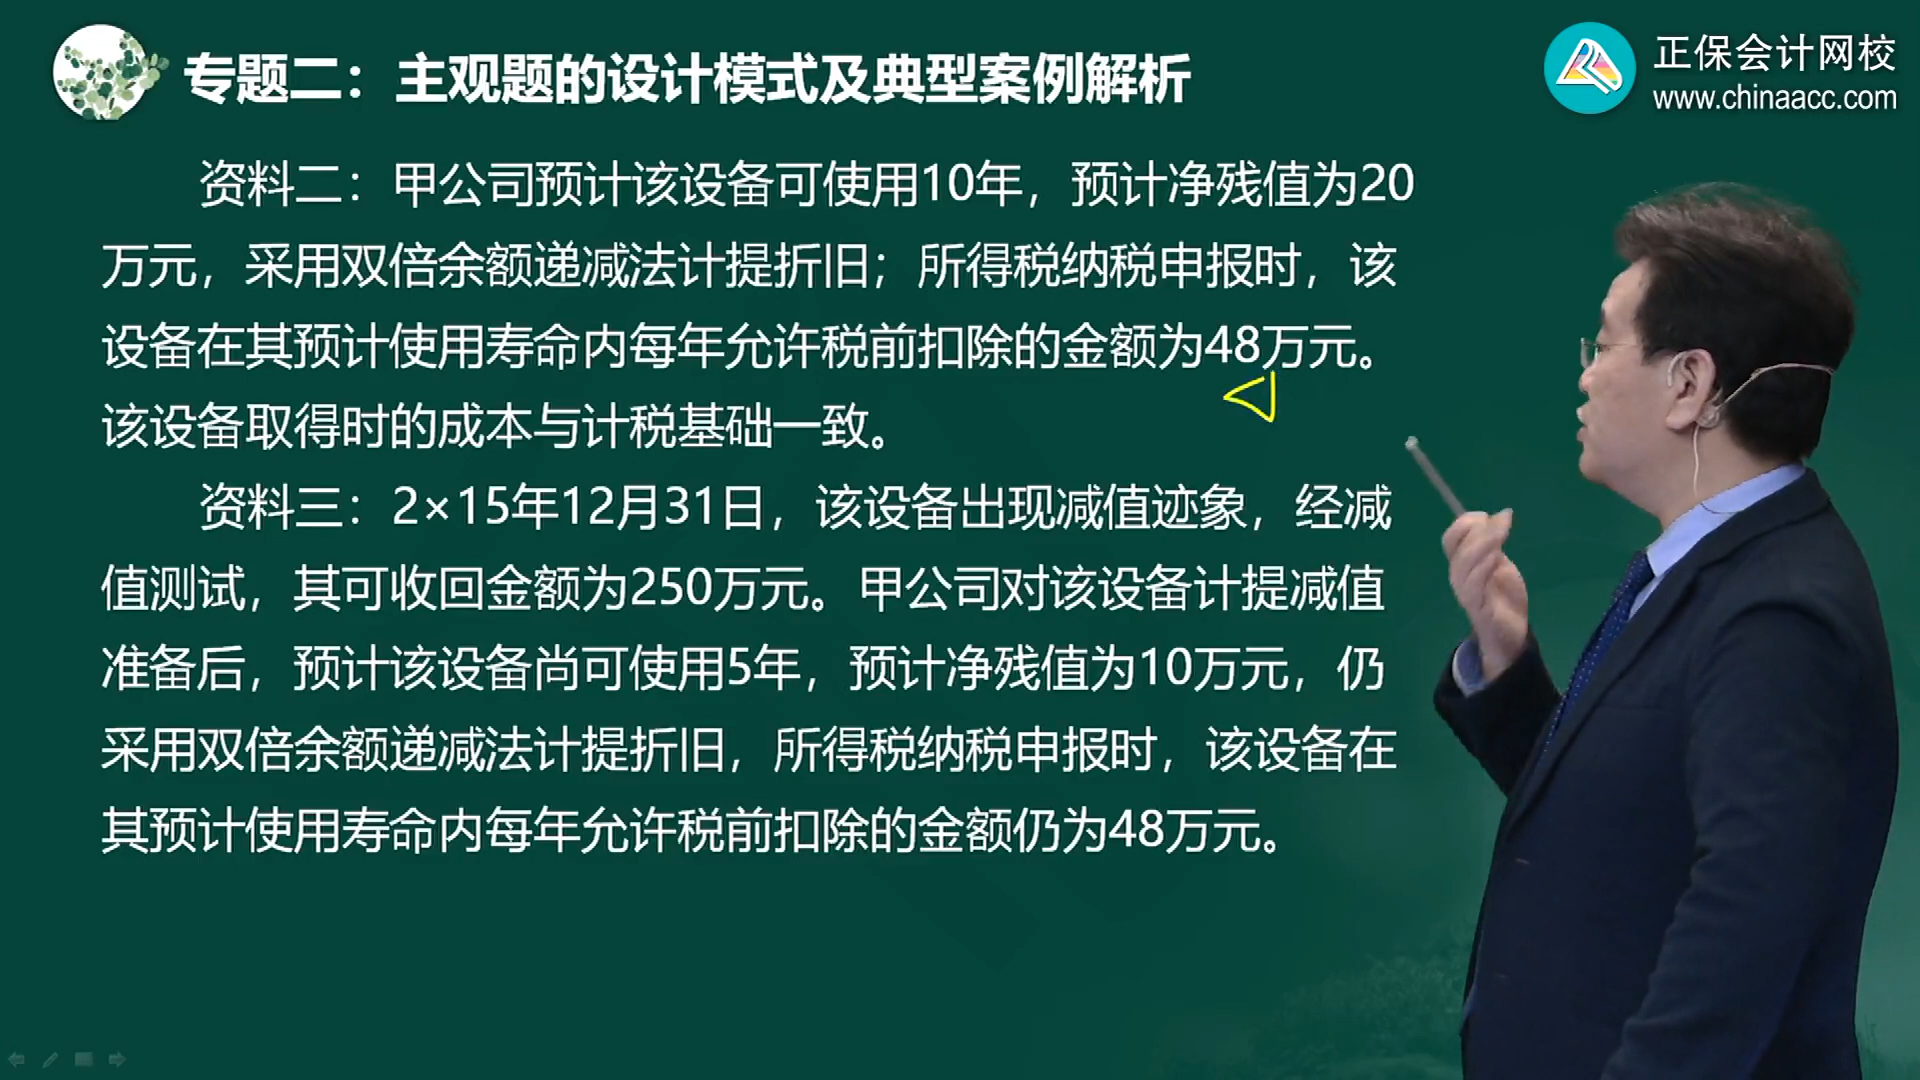 专题二：主观题的设计模式及典型案例解析
正保会计网校
www.chinaacc.com
资料二：甲公司预计该设备可使用10年，预计净残值为20
万元，采用双倍余额递减法计提折旧；所得税纳税申报时，该
设备在其预计使用寿命内每年允许税前扣除的金额为48万元。
该设备取得时的成本与计税基础一致。
资料三：2×15年12月31日，该设备出现减值迹象，经减
值测试，其可收回金额为250万元。甲公司对该设备计提减值
准备后，预计该设备尚可使用5年，预计净残值为10万元，仍
采用双倍余额递减法计提折旧，所得税纳税申报时，该设备在
其预计使用寿命内每年允许税前扣除的金额仍为48万元。